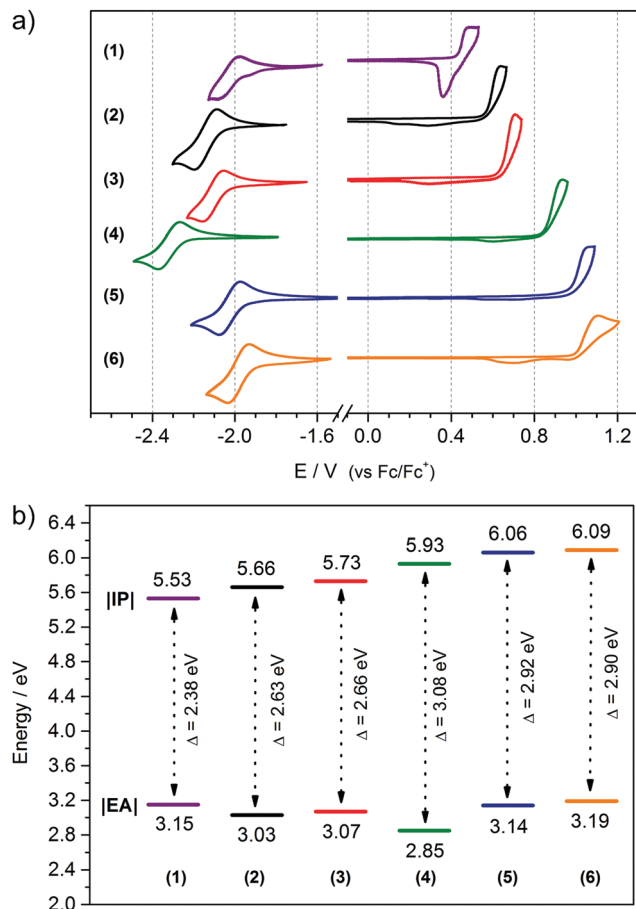 a)
(1)
(2)
(3)
(4)
(5)
(6)
-2.4 -2.0 -1.6 0.0 0.4 0.8 1.2
E / V (vs Fc/Fc⁺)
b)
6.4
6.0
5.6
5.2
4.8
4.4
4.0
3.6
3.2
2.8
2.4
2.0
Energy / eV
|IP|
5.53 5.66 5.73 5.93 6.06 6.09
Δ = 2.38 eV
Δ = 2.63 eV
Δ = 2.66 eV
Δ = 3.08 eV
Δ = 2.92 eV
Δ = 2.90 eV
|EA|
3.15 3.03 3.07 2.85 3.14 3.19
(1) (2) (3) (4) (5) (6)